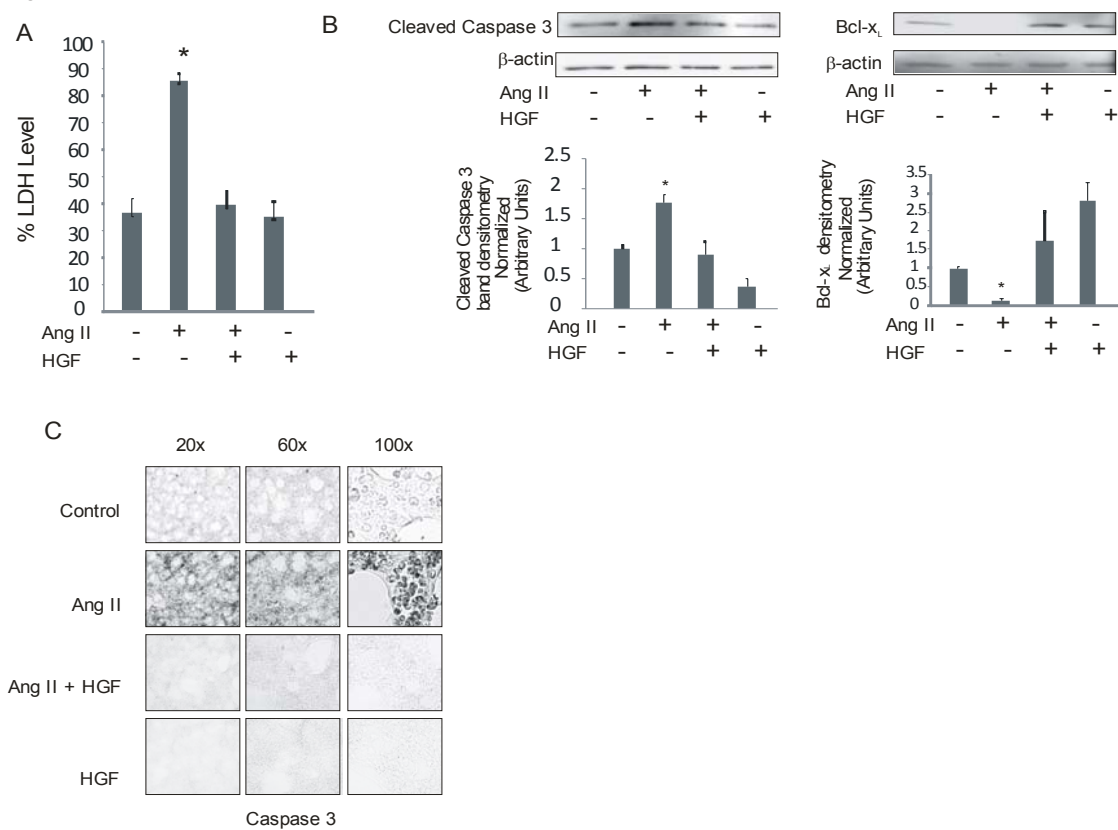 A
% LDH Level
100
90
80
70
60
50
40
30
20
10
0
*
Ang II - + + -
HGF - - + +
B
Cleaved Caspase 3
β-actin
Ang II - + + -
HGF - - + +
Cleaved Caspase 3
band densitometry
Normalized
(Arbitrary Units)
2.5
2
1.5
1
0.5
0
*
Ang II - + + -
HGF - - + +
Bcl-xL
β-actin
Ang II - + + -
HGF - - + +
Bcl-xL densitometry
Normalized
(Arbitrary Units)
3.5
3
2.5
2
1.5
1
0.5
0
*
Ang II - + + -
HGF - - + +
C
20x 60x 100x
Control
Ang II
Ang II + HGF
HGF
Caspase 3